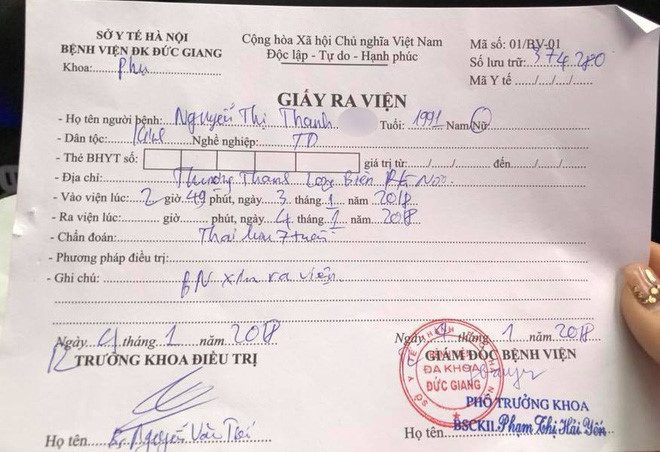 SỞ Y TẾ HÀ NỘI
BỆNH VIỆN ĐK ĐỨC GIANG
Khoa: Phụ
Cộng hòa Xã hội Chủ nghĩa Việt Nam
Độc lập - Tự do - Hạnh phúc
Mã số: 01/BV-01
Số lưu trữ: 374.280
Mã Y tế ..../..../..../....
GIẤY RA VIỆN
- Họ tên người bệnh: Nguyễn Thị Thanh Tuổi: 1991 Nam/Nữ
- Dân tộc: Kinh Nghề nghiệp: TD
- Thẻ BHYT số: giá trị từ:..../..../.... đến ..../..../....
- Địa chỉ: Thượng Thanh Long Biên Hà Nội
- Vào viện lúc: 2 giờ 49 phút, ngày 3 tháng 1 năm 2018
- Ra viện lúc: giờ phút, ngày 4 tháng 1 năm 2018
- Chẩn đoán: Thai lưu 7 tuần
- Phương pháp điều trị:
- Ghi chú: BN xin ra viện
Ngày 4 tháng 1 năm 2018
TRƯỞNG KHOA ĐIỀU TRỊ
Họ tên Bs. Nguyễn Văn
Ngày 4 tháng 1 năm 2018
GIÁM ĐỐC BỆNH VIỆN
ĐA KHOA
ĐỨC GIANG
PHÓ TRƯỞNG KHOA
Họ tên BSCKII. Phạm Thị Hải Yến